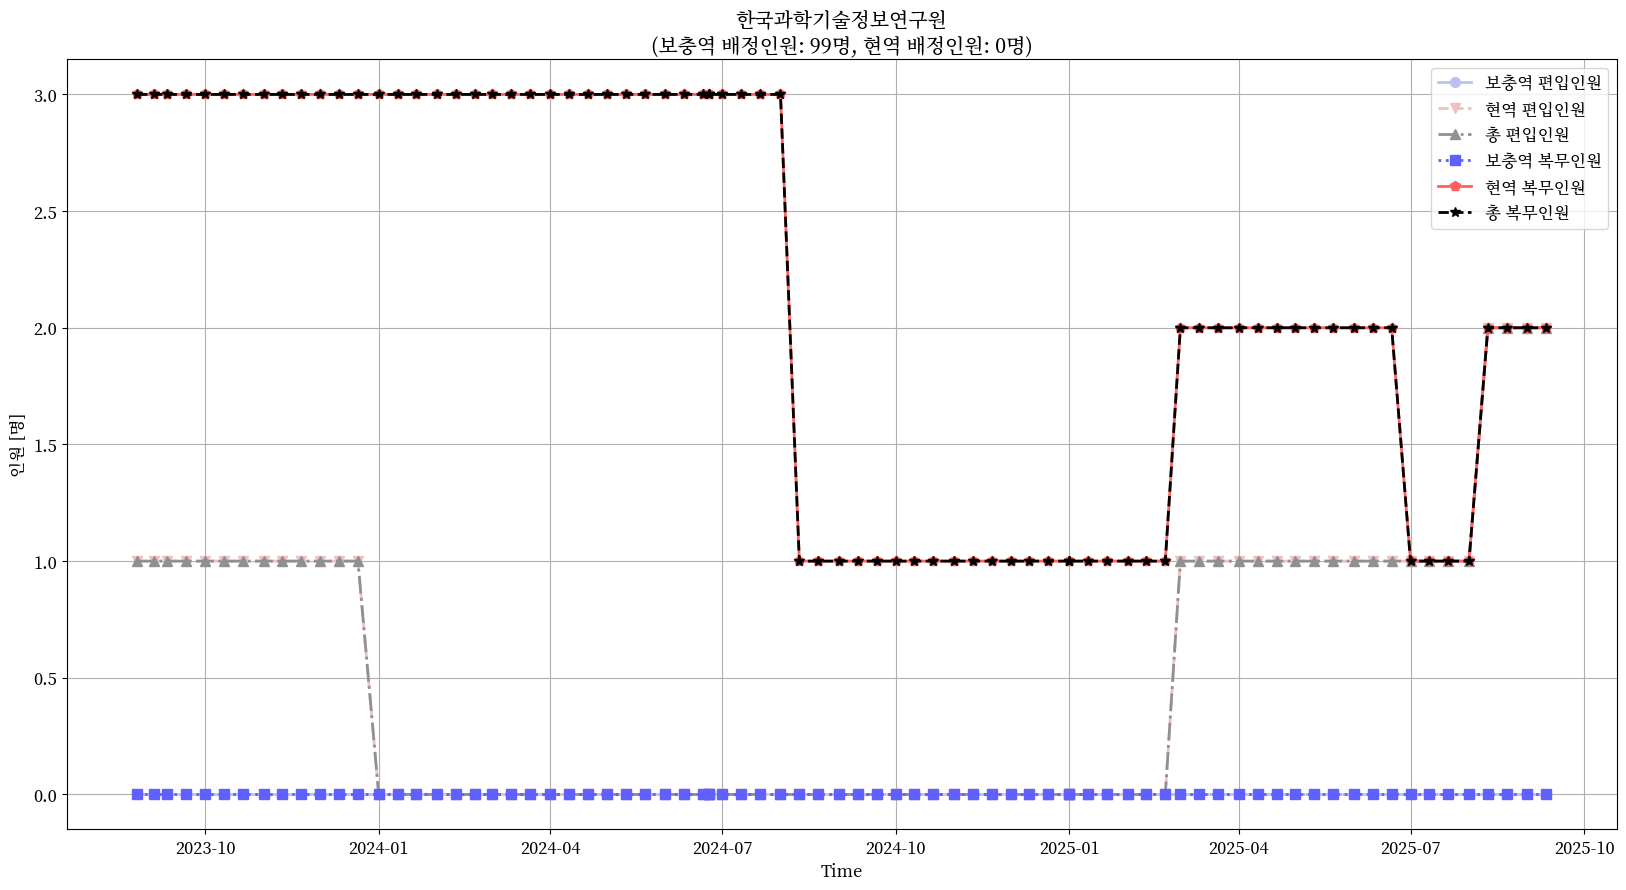 한국과학기술정보연구원
(보충역 배정인원: 99명, 현역 배정인원: 0명)
보충역 편입인원
현역 편입인원
총 편입인원
보충역 복무인원
현역 복무인원
총 복무인원
인원 [명]
3.0
2.5
2.0
1.5
1.0
0.5
0.0
2023-10
2024-01
2024-04
2024-07
2024-10
2025-01
2025-04
2025-07
2025-10
Time